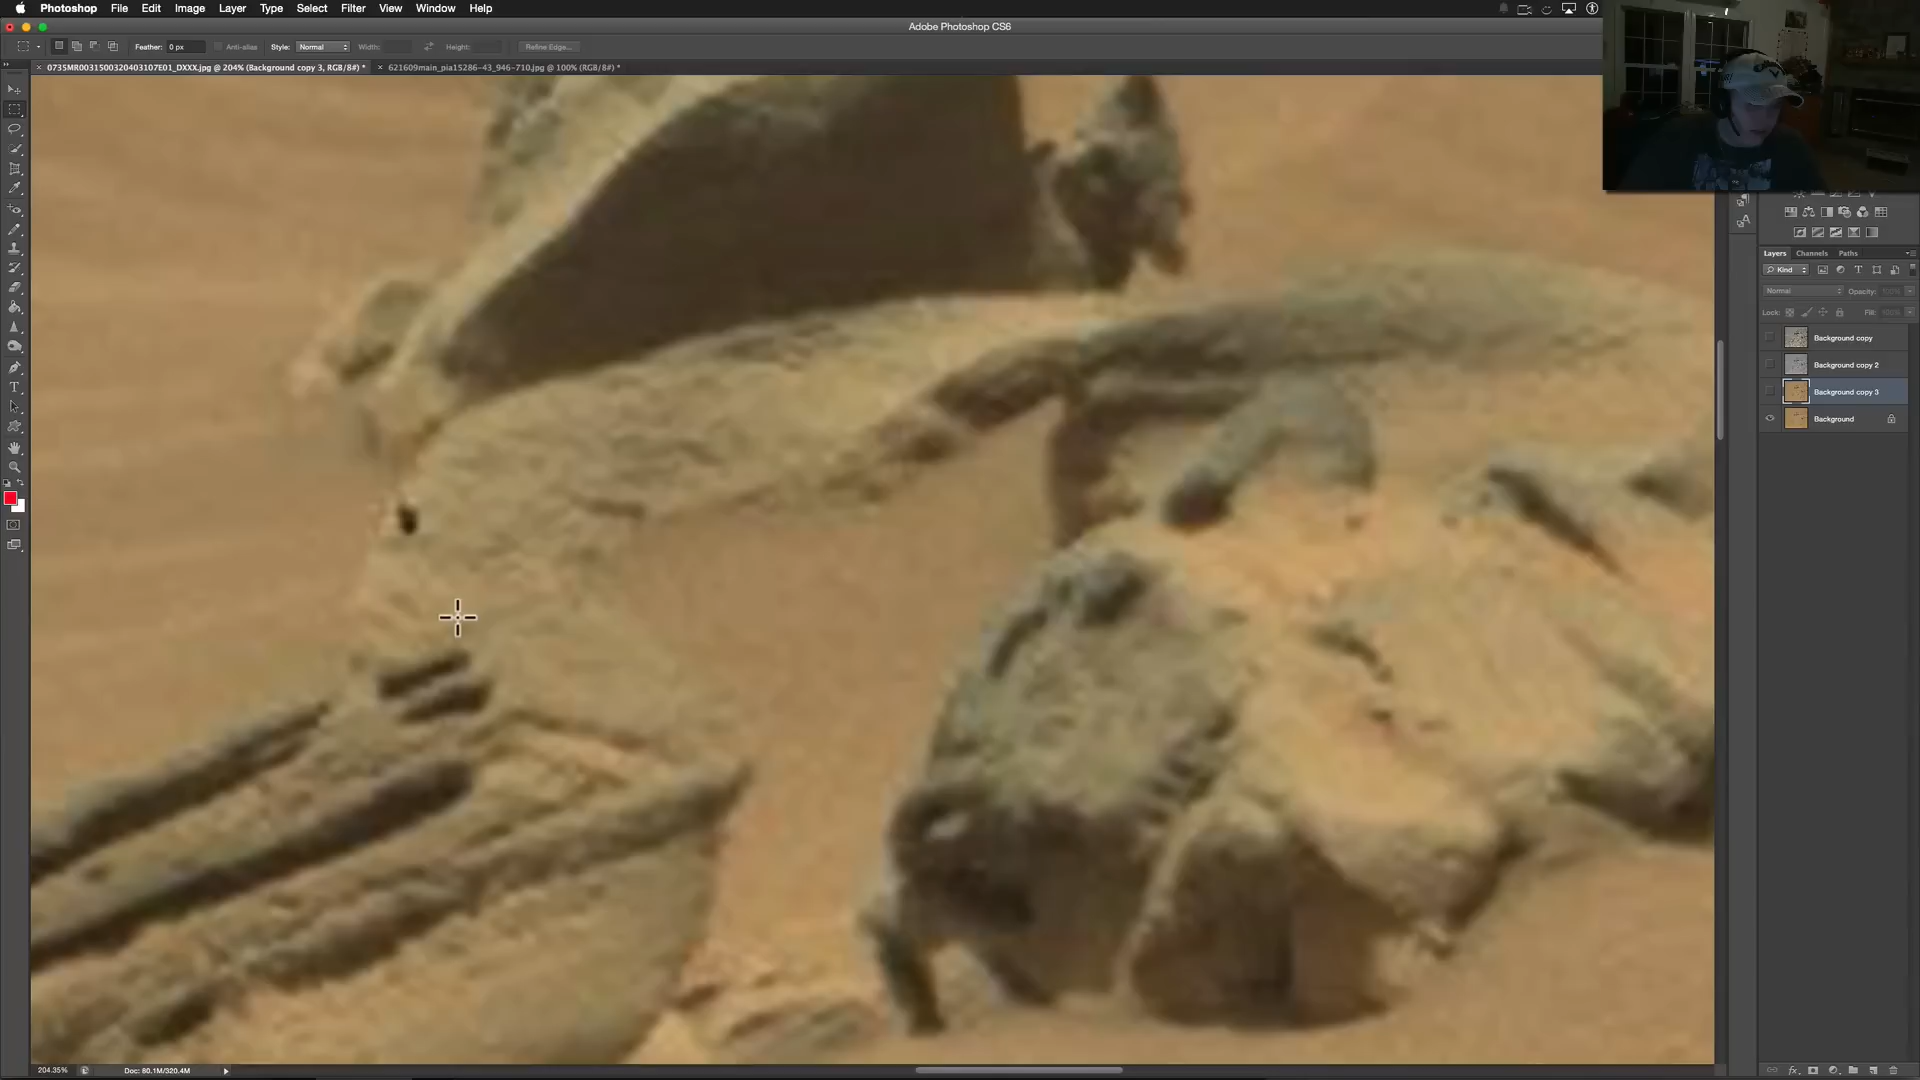 Photoshop File Edit Image Layer Type Select Filter View Window Help
Adobe Photoshop CS6
Feather: 0 px Anti-alias Style: Normal Width: Height: Refine Edge...
0735MR0031500320403107E01_DXXX.jpg @ 204% (Background copy 3, RGB/8#) * 621609main_pia15286-43_946-710.jpg @ 100% (RGB/8#) *
Layers Channels Paths
Kind
Normal Opacity: 100%
Lock: Fill: 100%
Background copy
Background copy 2
Background copy 3
Background
204.35% Doc: 60.1M/320.4M